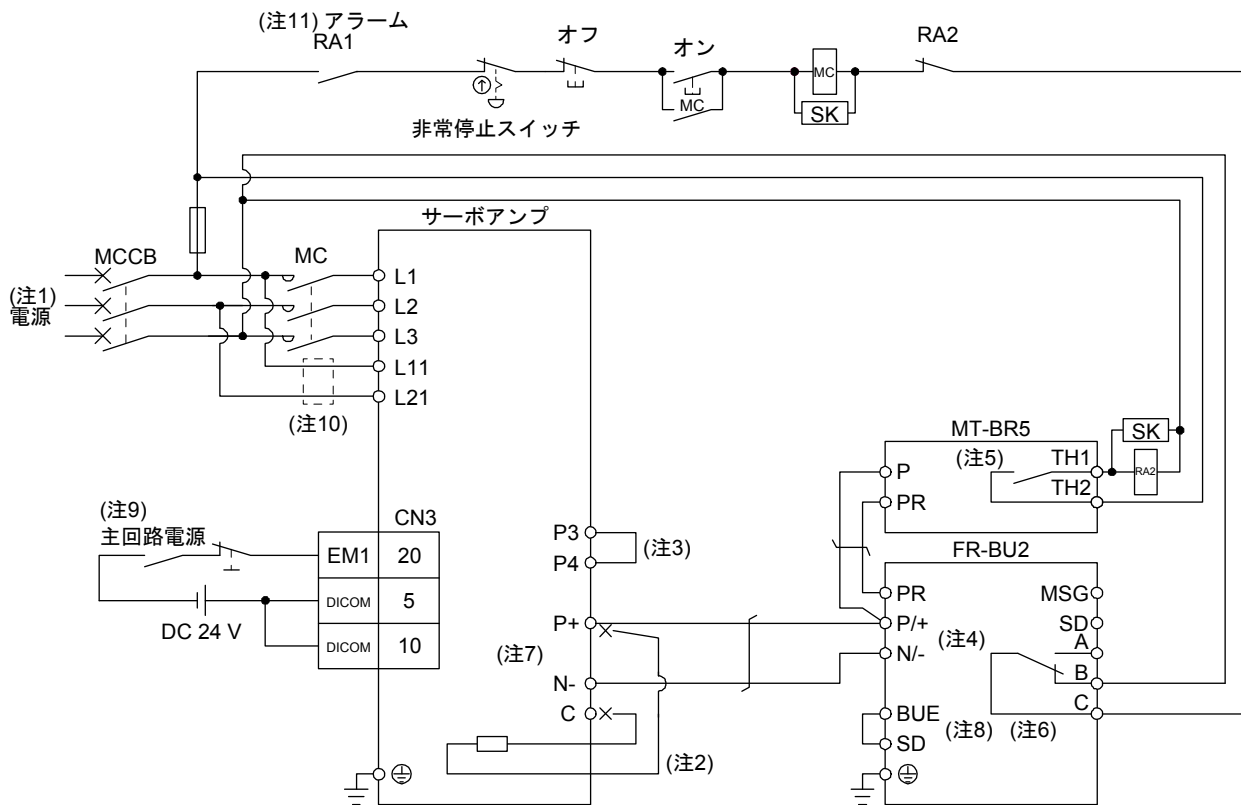 (注11) アラーム
RA1
オフ
オン
RA2
MC
SK
MC
非常停止スイッチ
サーボアンプ
MCCB
MC
(注1)
電源
L1
L2
L3
L11
L21
(注10)
MT-BR5
SK
P
(注5)
TH1
RA2
TH2
PR
(注9)
主回路電源
CN3
EM1
20
DICOM
5
DICOM
10
DC 24 V
P3
(注3)
P4
FR-BU2
PR
MSG
P+
P/+
SD
(注4)
A
(注7)
N/-
B
N-
C
BUE
(注8)
(注6)
C
SD
(注2)